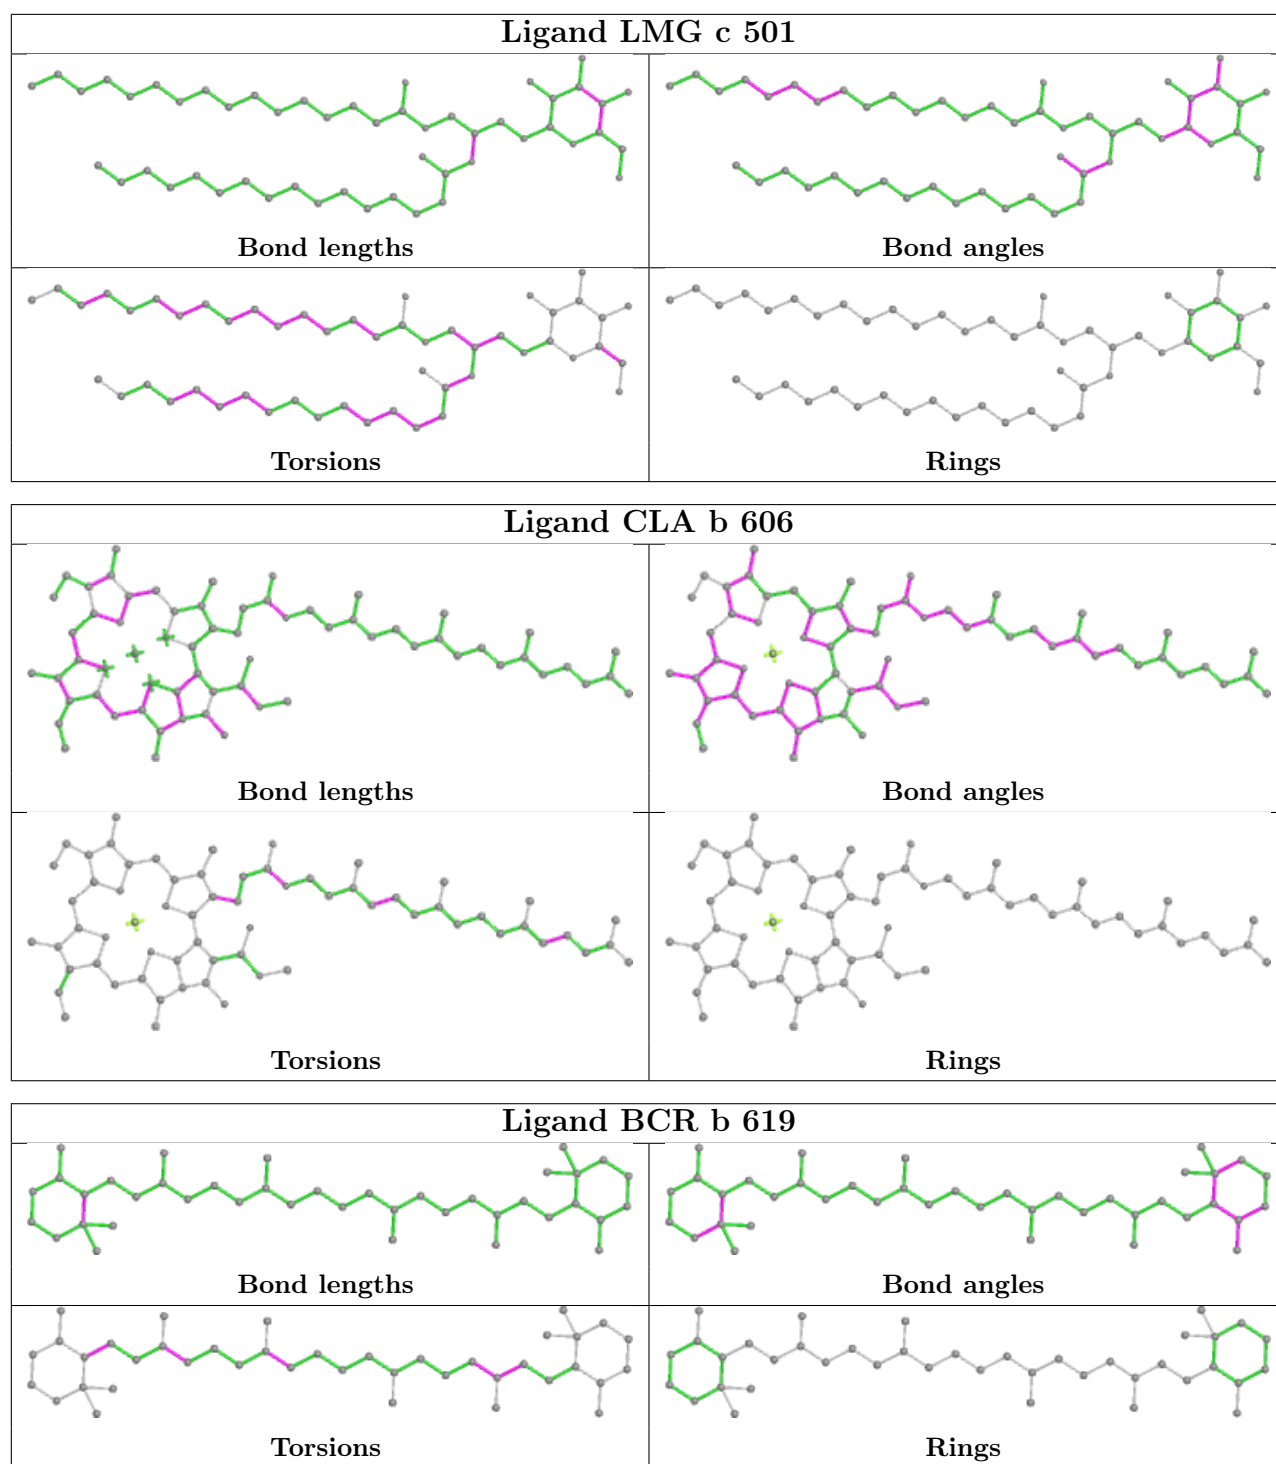 Ligand LMG c 501
Bond lengths Bond angles
Torsions Rings
Ligand CLA b 606
Bond lengths Bond angles
Torsions Rings
Ligand BCR b 619
Bond lengths Bond angles
Torsions Rings